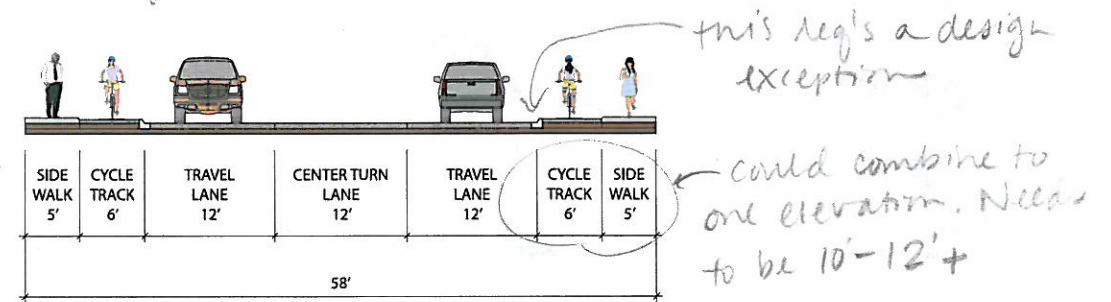 this req's a design
exception
SIDE
WALK
5'
CYCLE
TRACK
6'
TRAVEL
LANE
12'
CENTER TURN
LANE
12'
TRAVEL
LANE
12'
CYCLE
TRACK
6'
SIDE
WALK
5'
could combine to
one elevation. Needs
to be 10'-12'+
58'